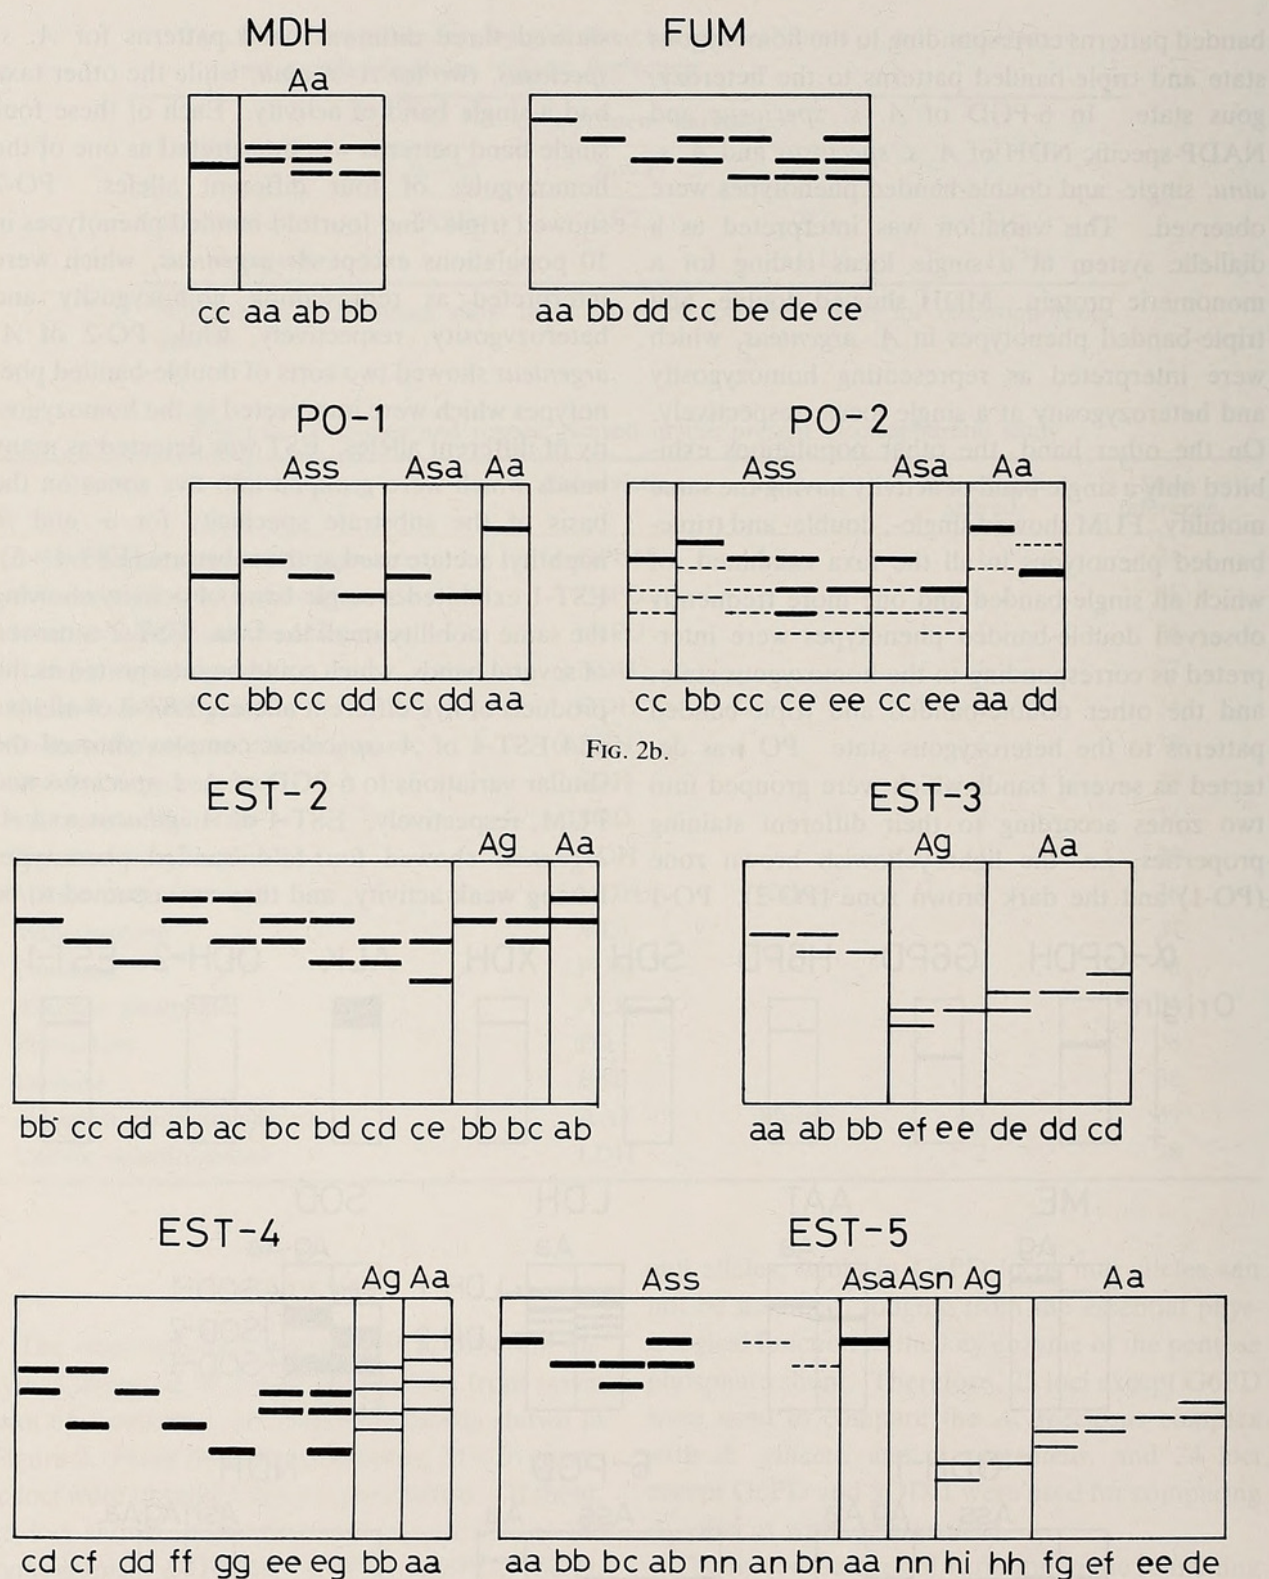 MDH
FUM
Aa
cc aa ab bb
aa bb dd cc be de ce
PO-1
PO-2
Ass Asa Aa
Ass Asa Aa
cc bb cc dd cc dd aa
cc bb cc ce ee cc ee aa dd
FIG. 2b.
EST-2
EST-3
Ag Aa
Ag Aa
bb cc dd ab ac bc bd cd ce bb bc ab
aa ab bb ef ee de dd cd
EST-4
EST-5
Ag Aa
Ass Asa Asn Ag Aa
cd cf dd ff gg ee eg bb aa
aa bb bc ab nn an bn aa nn hi hh fg ef ee de